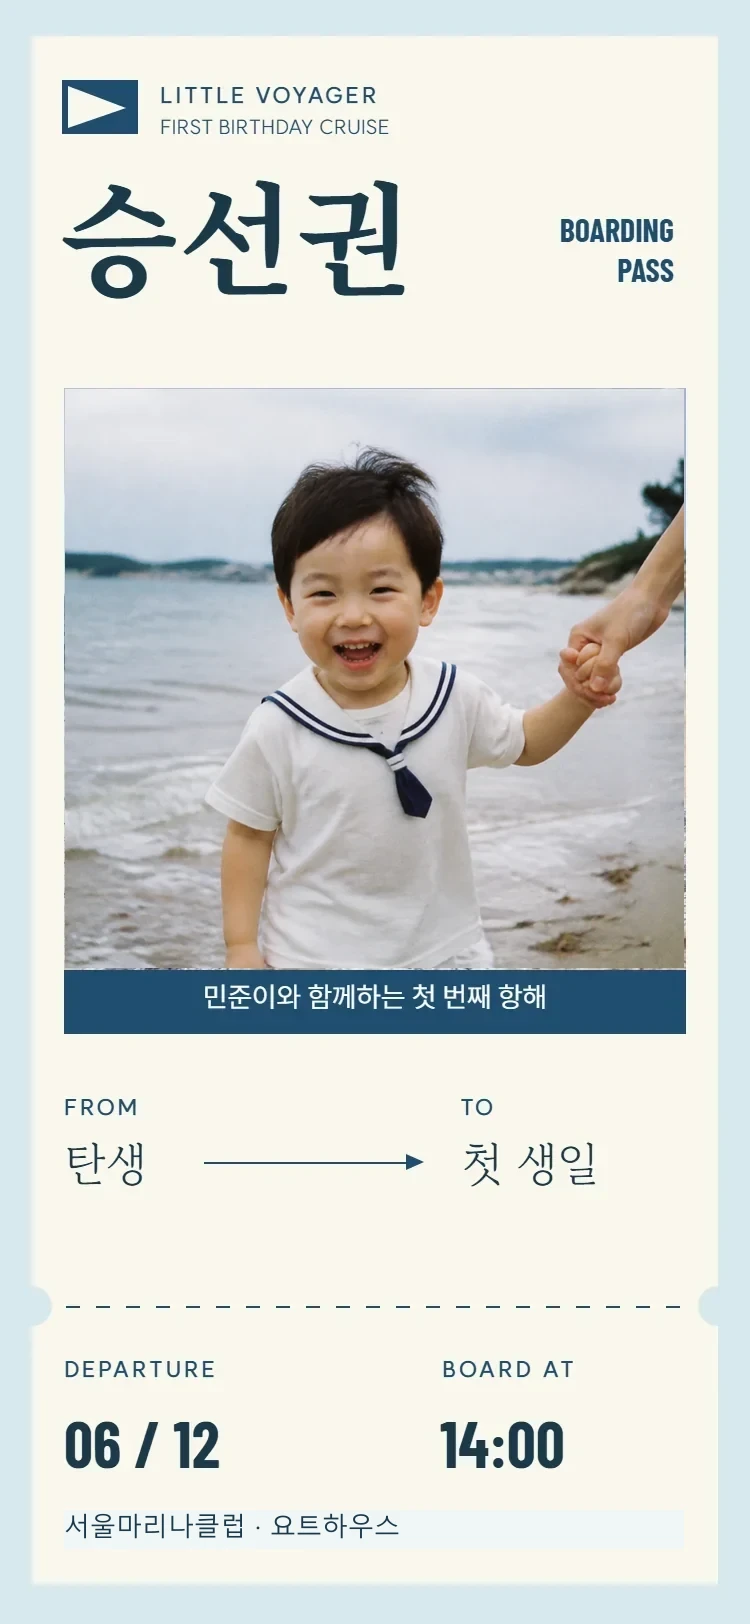 LITTLE VOYAGER
FIRST BIRTHDAY CRUISE
승선권
BOARDING
PASS
민준이와 함께하는 첫 번째 항해
FROM
TO
탄생
첫 생일
DEPARTURE
BOARD AT
06 / 12
14:00
서울마리나클럽 · 요트하우스